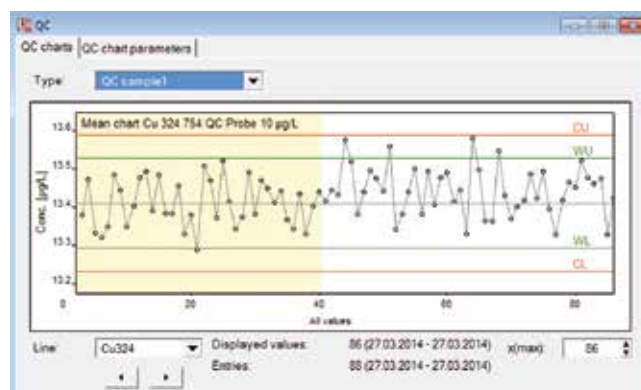 QC
QC charts QC chart parameters
Type: QC sample1
Mean chart Cu 324 754 QC Probe 10 µg/L
CU
WU
WL
CL
Conc. [µg/L]
13.6
13.5
13.4
13.3
13.2
0 20 40 60 80
All values
Line: Cu324 Displayed values: 86 (27.03.2014 - 27.03.2014) x(max): 86
Entries: 88 (27.03.2014 - 27.03.2014)